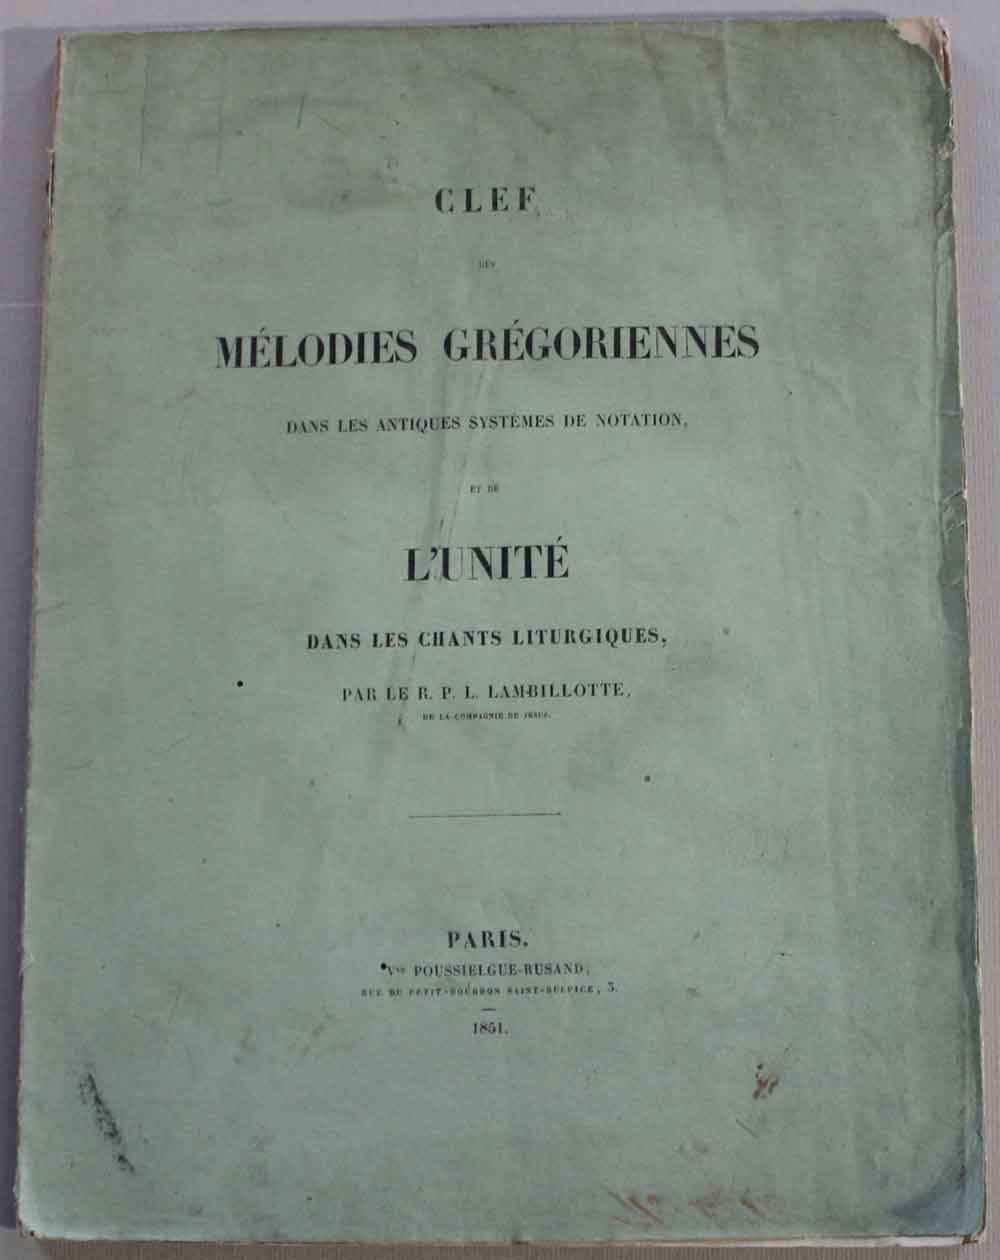 CLEF
DES
MÉLODIES GRÉGORIENNES
DANS LES ANTIQUES SYSTÈMES DE NOTATION,
ET DE
L'UNITÉ
DANS LES CHANTS LITURGIQUES,
PAR LE R. P. L. LAMBILLOTTE,
DE LA COMPAGNIE DE JÉSUS.
PARIS.
Vve POUSSIELGUE-RUSAND,
RUE DU PETIT-BOURBON SAINT-SULPICE, 3.
1851.